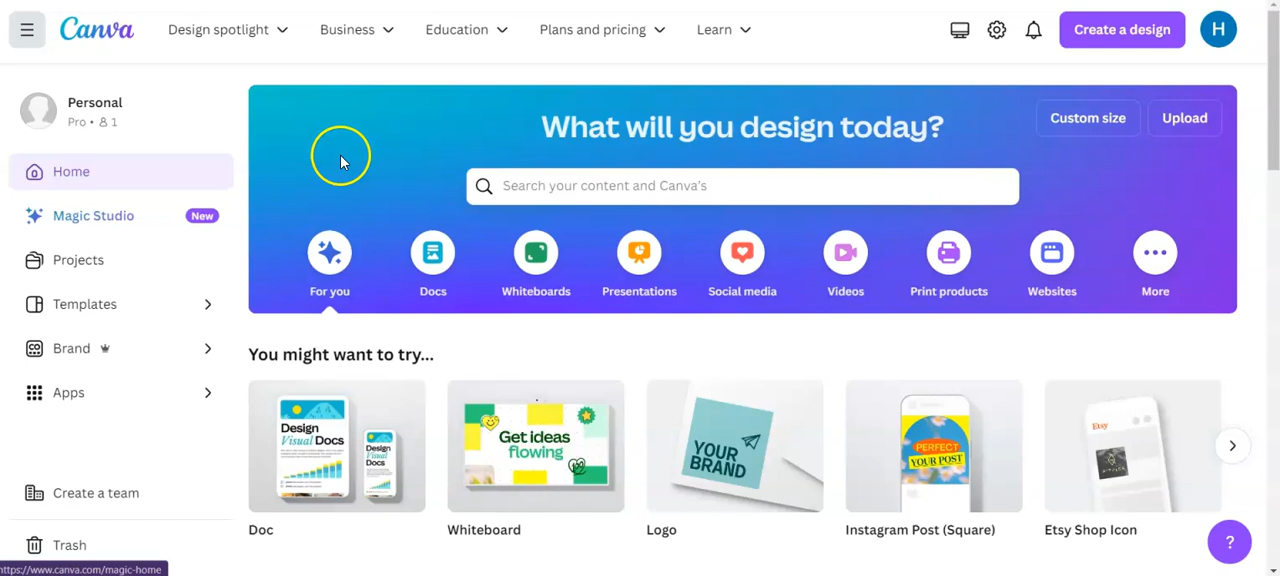 Canva
Design spotlight
Business
Education
Plans and pricing
Learn
Create a design
H
Personal
Pro • 1
Home
Magic Studio New
Projects
Templates
Brand
Apps
Create a team
Trash
https://www.canva.com/magic-home
What will you design today?
Custom size
Upload
Search your content and Canva's
For you
Docs
Whiteboards
Presentations
Social media
Videos
Print products
Websites
More
You might want to try...
Design
Visual Docs
Design
Visual Docs
Doc
Get ideas
flowing
Whiteboard
YOUR
BRAND
Logo
PERFECT
YOUR POST
Instagram Post (Square)
Etsy
Etsy Shop Icon
?